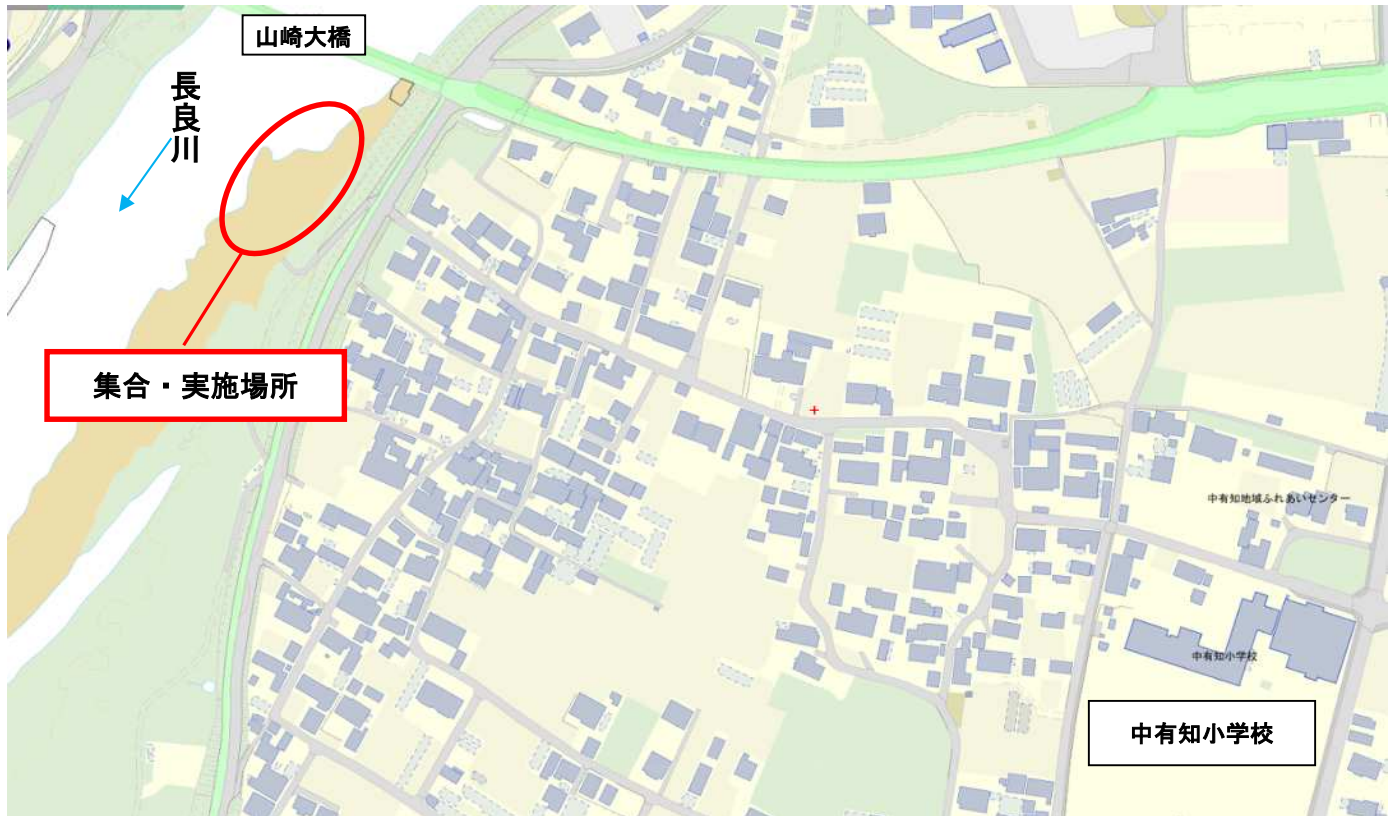 山崎大橋
長良川
集合・実施場所
中有知地域ふれあいセンター
中有知小学校
中有知小学校